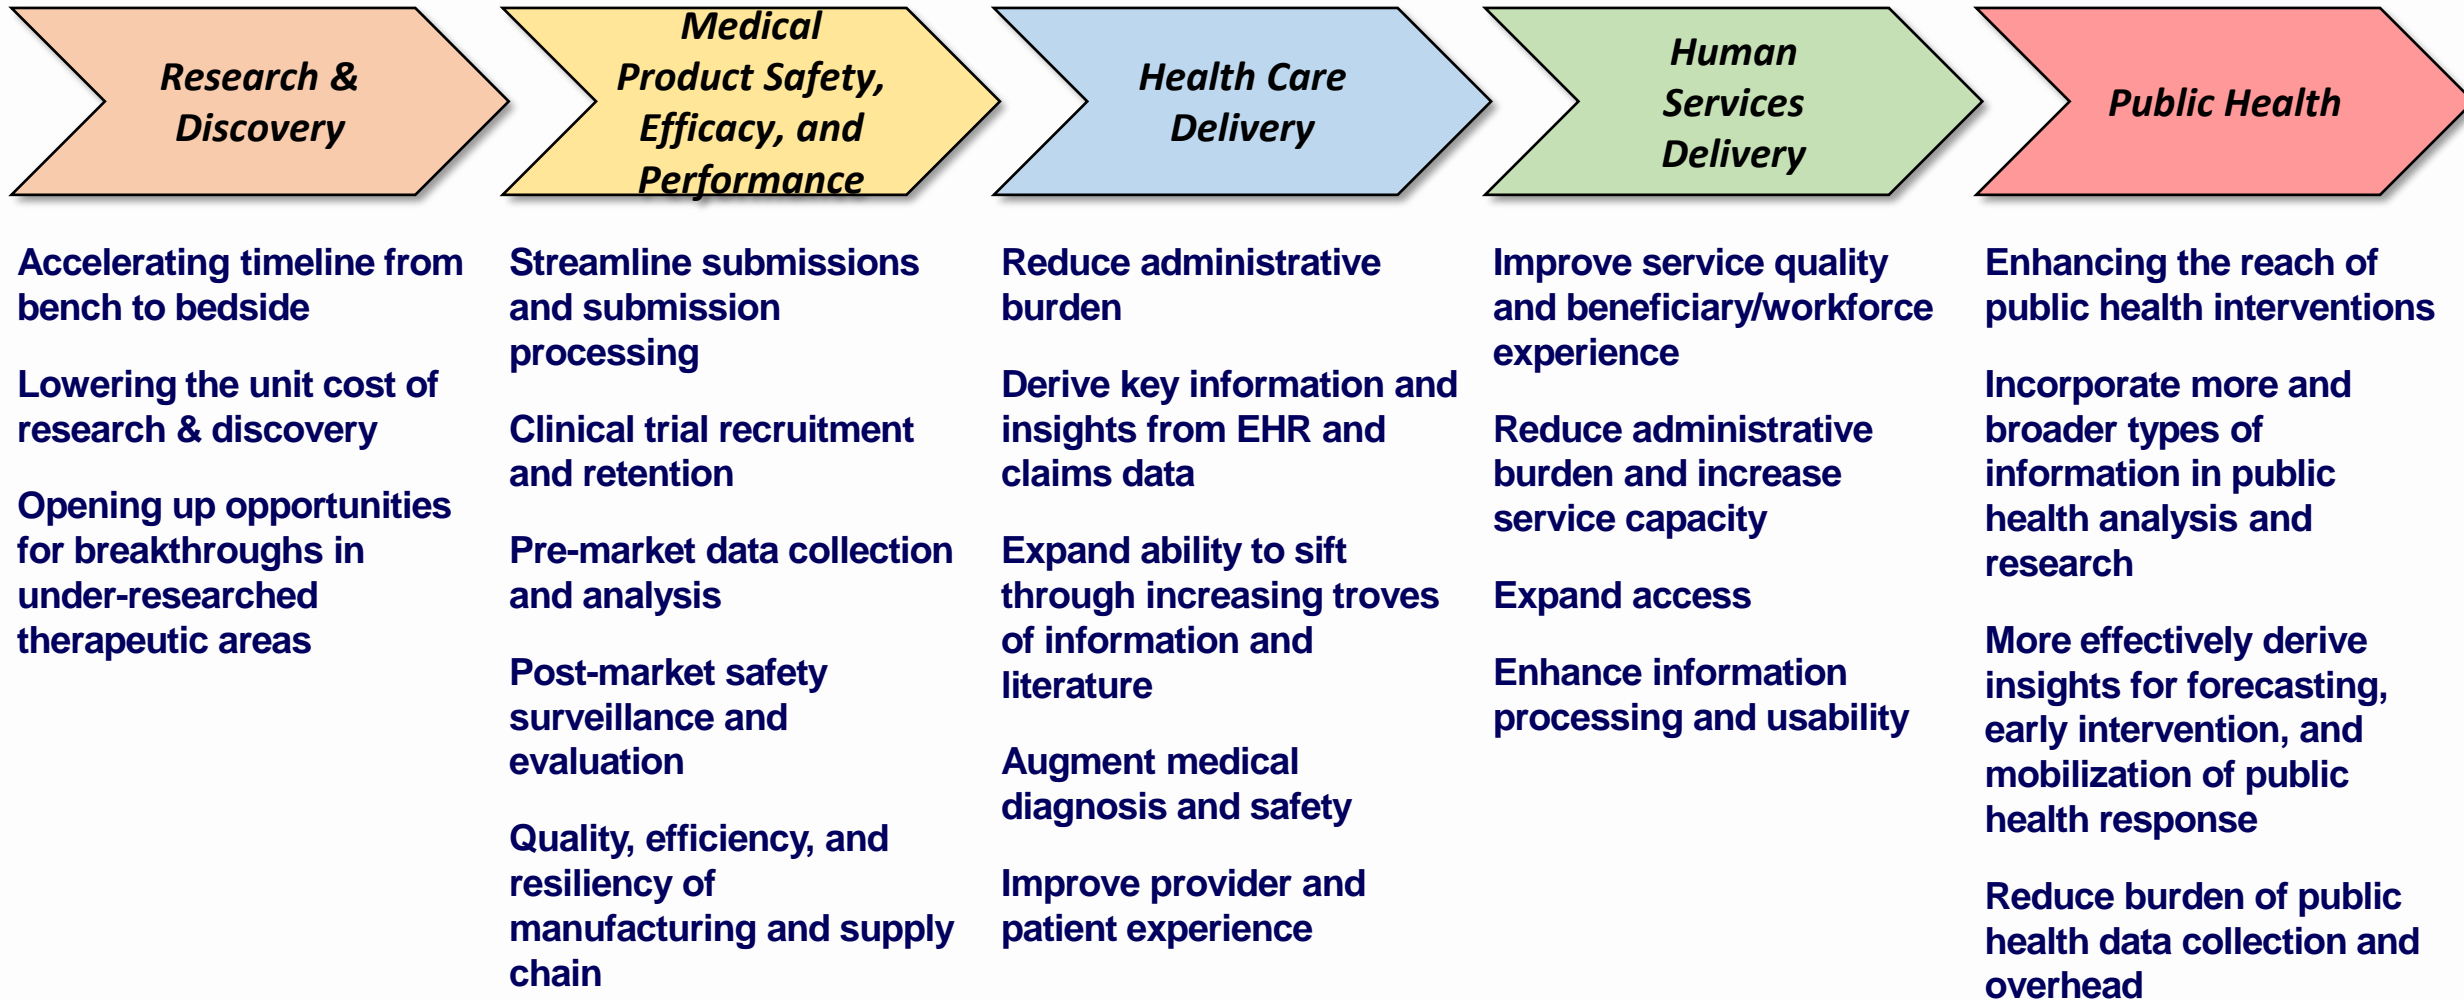 Research &
Discovery
Medical
Product Safety,
Efficacy, and
Performance
Health Care
Delivery
Human
Services
Delivery
Public Health
Accelerating timeline from
bench to bedside
Lowering the unit cost of
research & discovery
Opening up opportunities
for breakthroughs in
under-researched
therapeutic areas
Streamline submissions
and submission
processing
Clinical trial recruitment
and retention
Pre-market data collection
and analysis
Post-market safety
surveillance and
evaluation
Quality, efficiency, and
resiliency of
manufacturing and supply
chain
Reduce administrative
burden
Derive key information and
insights from EHR and
claims data
Expand ability to sift
through increasing troves
of information and
literature
Augment medical
diagnosis and safety
Improve provider and
patient experience
Improve service quality
and beneficiary/workforce
experience
Reduce administrative
burden and increase
service capacity
Expand access
Enhance information
processing and usability
Enhancing the reach of
public health interventions
Incorporate more and
broader types of
information in public
health analysis and
research
More effectively derive
insights for forecasting,
early intervention, and
mobilization of public
health response
Reduce burden of public
health data collection and
overhead